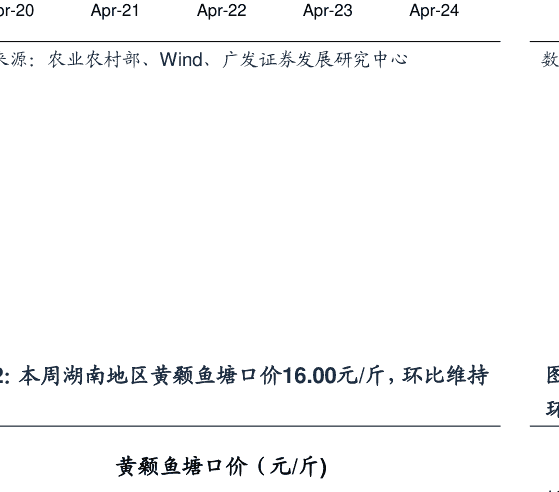 pr-20 Apr-21 Apr-22 Apr-23 Apr-24
来源：农业农村部、Wind、广发证券发展研究中心
数
2: 本周湖南地区黄颡鱼塘口价16.00元/斤，环比维持
图
环
黄颡鱼塘口价（元/斤)